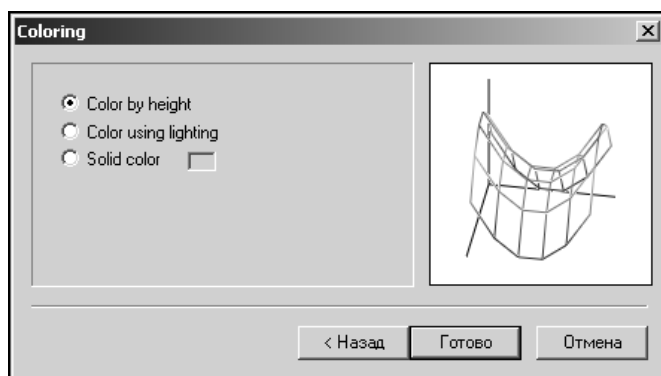 Coloring
Color by height
Color using lighting
Solid color
< Назад Готово Отмена